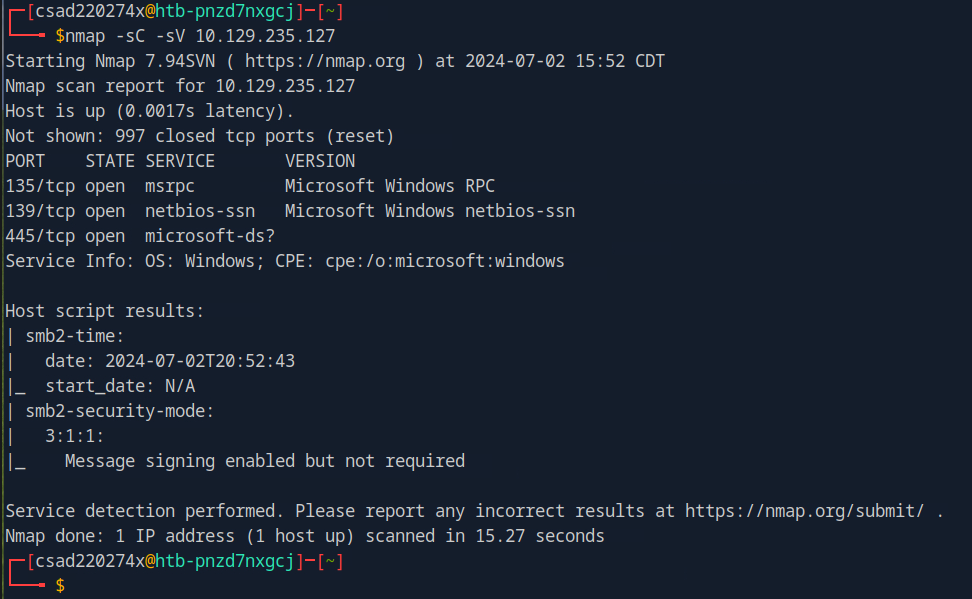 ┌─[csad220274x@htb-pnzd7nxgcj]─[~]
└──╼ $nmap -sC -sV 10.129.235.127
Starting Nmap 7.94SVN ( https://nmap.org ) at 2024-07-02 15:52 CDT
Nmap scan report for 10.129.235.127
Host is up (0.0017s latency).
Not shown: 997 closed tcp ports (reset)
PORT    STATE SERVICE       VERSION
135/tcp open  msrpc         Microsoft Windows RPC
139/tcp open  netbios-ssn   Microsoft Windows netbios-ssn
445/tcp open  microsoft-ds?
Service Info: OS: Windows; CPE: cpe:/o:microsoft:windows

Host script results:
| smb2-time:
|   date: 2024-07-02T20:52:43
|_  start_date: N/A
| smb2-security-mode:
|   3:1:1:
|_    Message signing enabled but not required

Service detection performed. Please report any incorrect results at https://nmap.org/submit/ .
Nmap done: 1 IP address (1 host up) scanned in 15.27 seconds
┌─[csad220274x@htb-pnzd7nxgcj]─[~]
└──╼ $